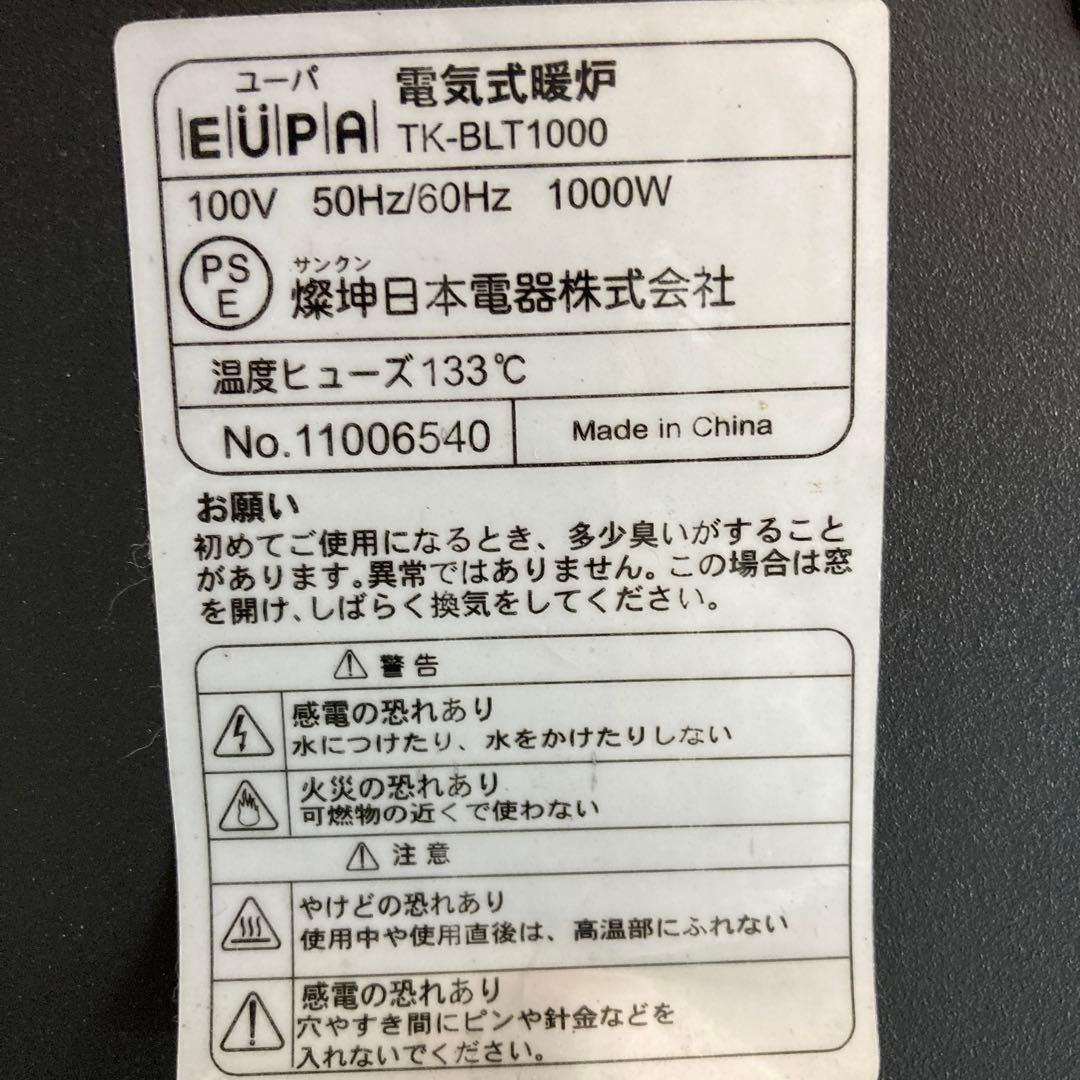 ユーパ
EÜPA 電気式暖炉
TK-BLT1000
100V 50Hz/60Hz 1000W
PS
E
サンクン
燦坤日本電器株式会社
温度ヒューズ133℃
No.11006540 Made in China
お願い
初めてご使用になるとき、多少臭いがすること
があります。異常ではありません。この場合は窓
を開け、しばらく換気をしてください。
警告
感電の恐れあり
水につけたり、水をかけたりしない
火災の恐れあり
可燃物の近くで使わない
注意
やけどの恐れあり
使用中や使用直後は、高温部にふれない
感電の恐れあり
穴やすき間にピンや針金などを
入れないでください。